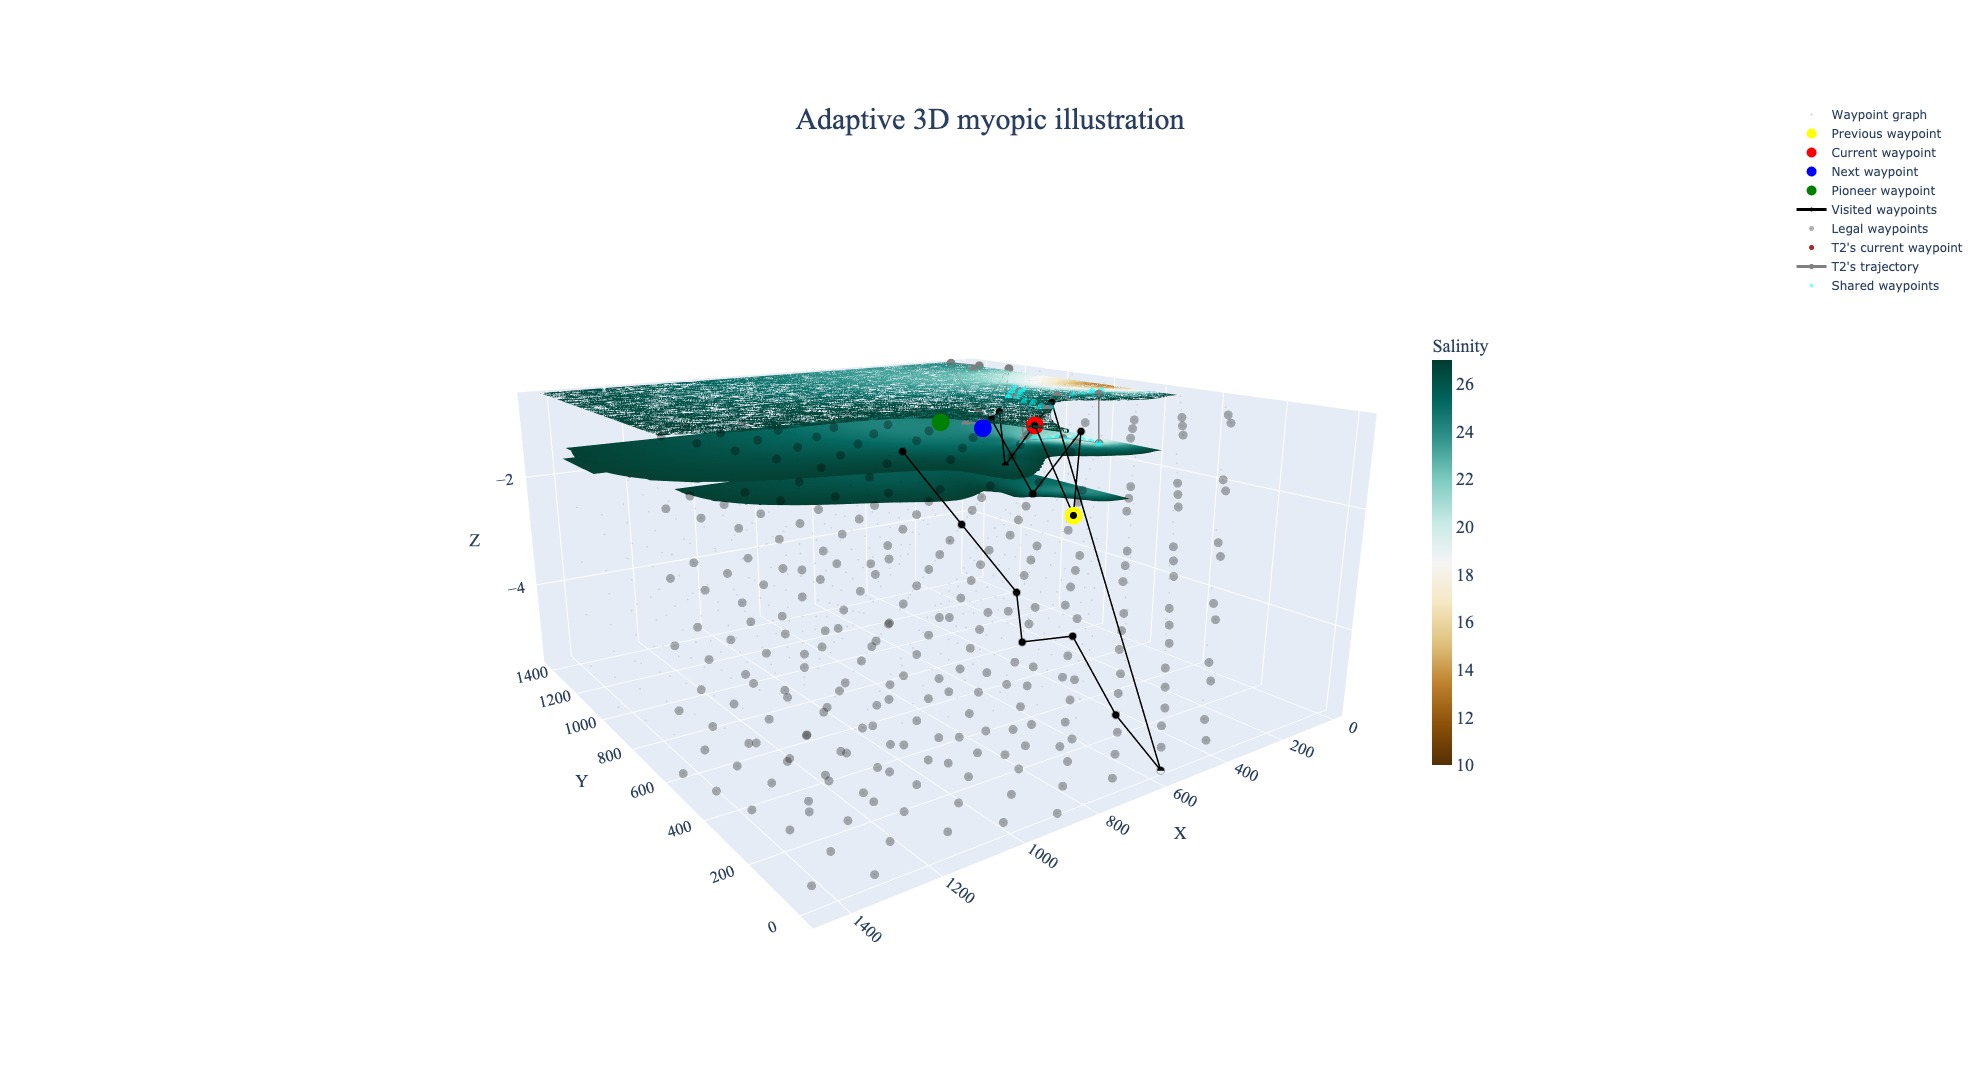 Adaptive 3D myopic illustration
Waypoint graph
Previous waypoint
Current waypoint
Next waypoint
Pioneer waypoint
Visited waypoints
Legal waypoints
T2's current waypoint
T2's trajectory
Shared waypoints
Salinity
26
24
22
20
18
16
14
12
10
Z
−2
−4
Y
1400
1200
1000
800
600
400
200
0
X
1400
1200
1000
800
600
400
200
0